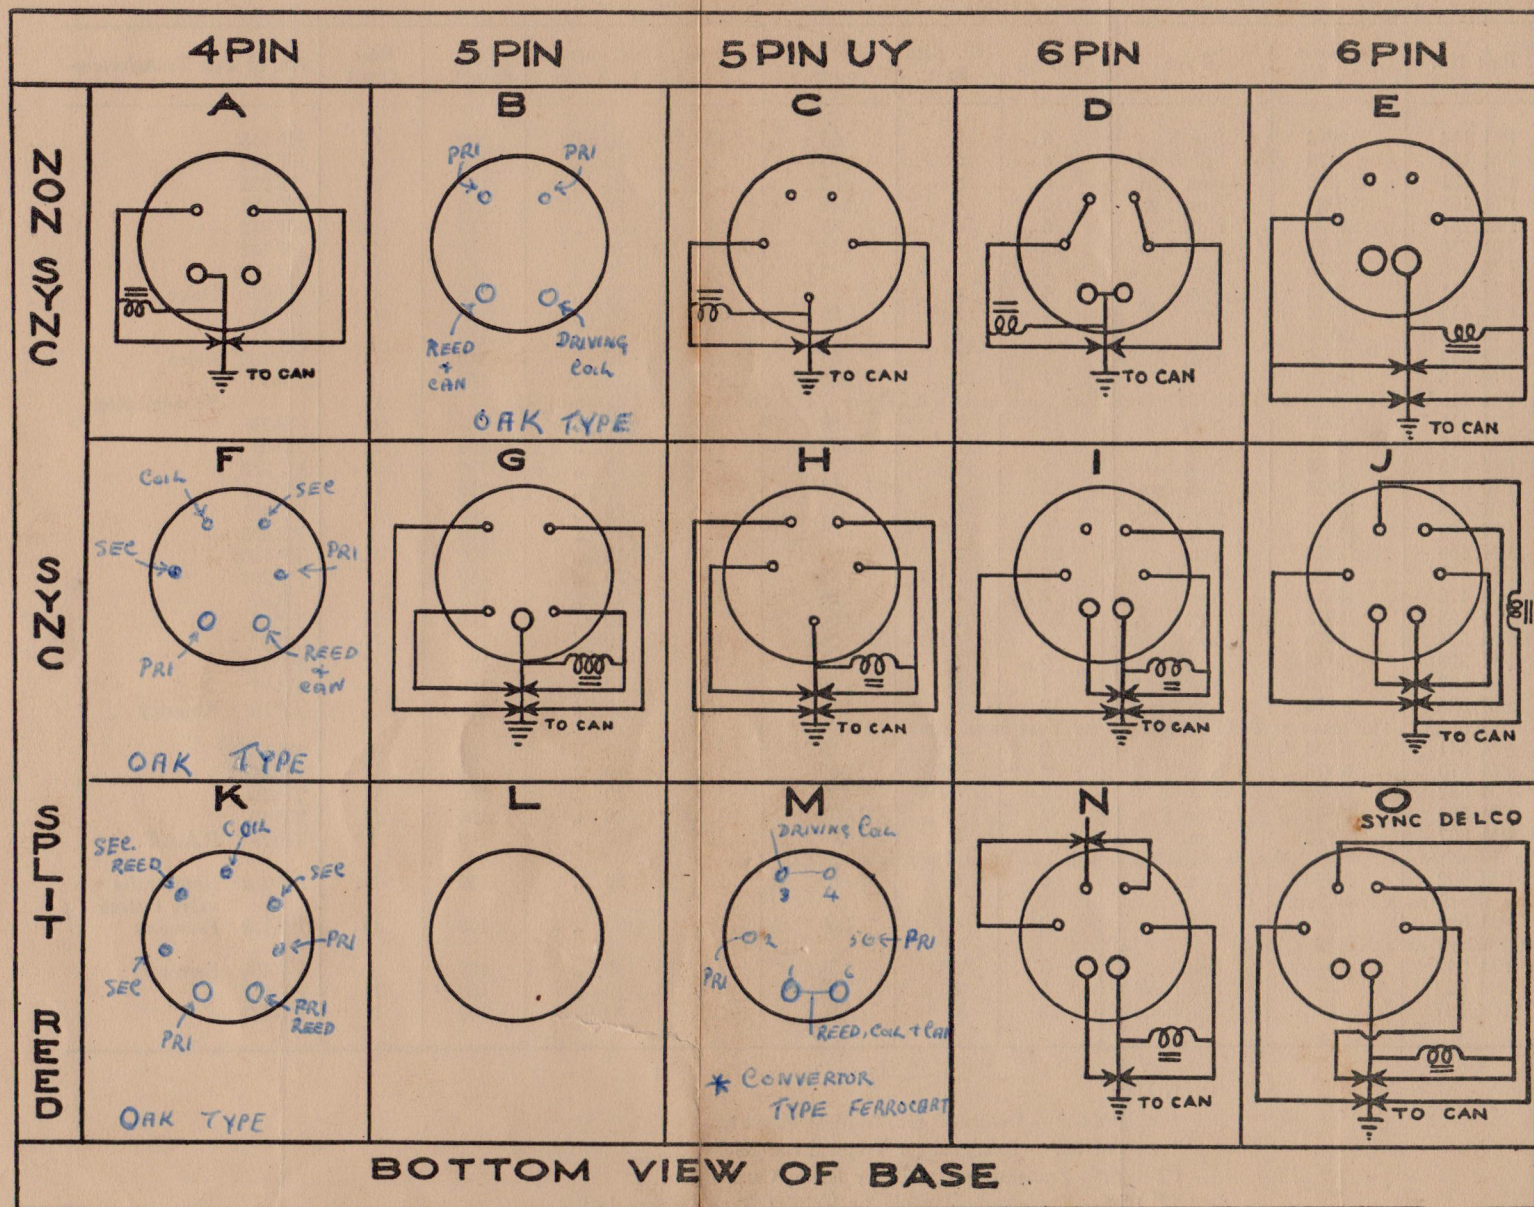 4 PIN
5 PIN
5 PIN UY
6 PIN
6 PIN
NON SYNC
A
TO CAN
B
PRI
PRI
REED
+
CAN
DRIVING
COIL
OAK TYPE
C
TO CAN
D
TO CAN
E
TO CAN
SYNC
F
COIL
SEC
SEC
PRI
PRI
REED
+
CAN
OAK TYPE
G
TO CAN
H
TO CAN
I
TO CAN
J
TO CAN
SPLIT REED
K
COIL
SEC.
REED
SEC
PRI
SEC
PRI
REED
PRI
OAK TYPE
L
M
DRIVING COIL
3 4
2 5
PRI
PRI
1 6
REED, COIL + CAN
* CONVERTOR
TYPE FERROCART
N
TO CAN
O
SYNC DELCO
TO CAN
BOTTOM VIEW OF BASE